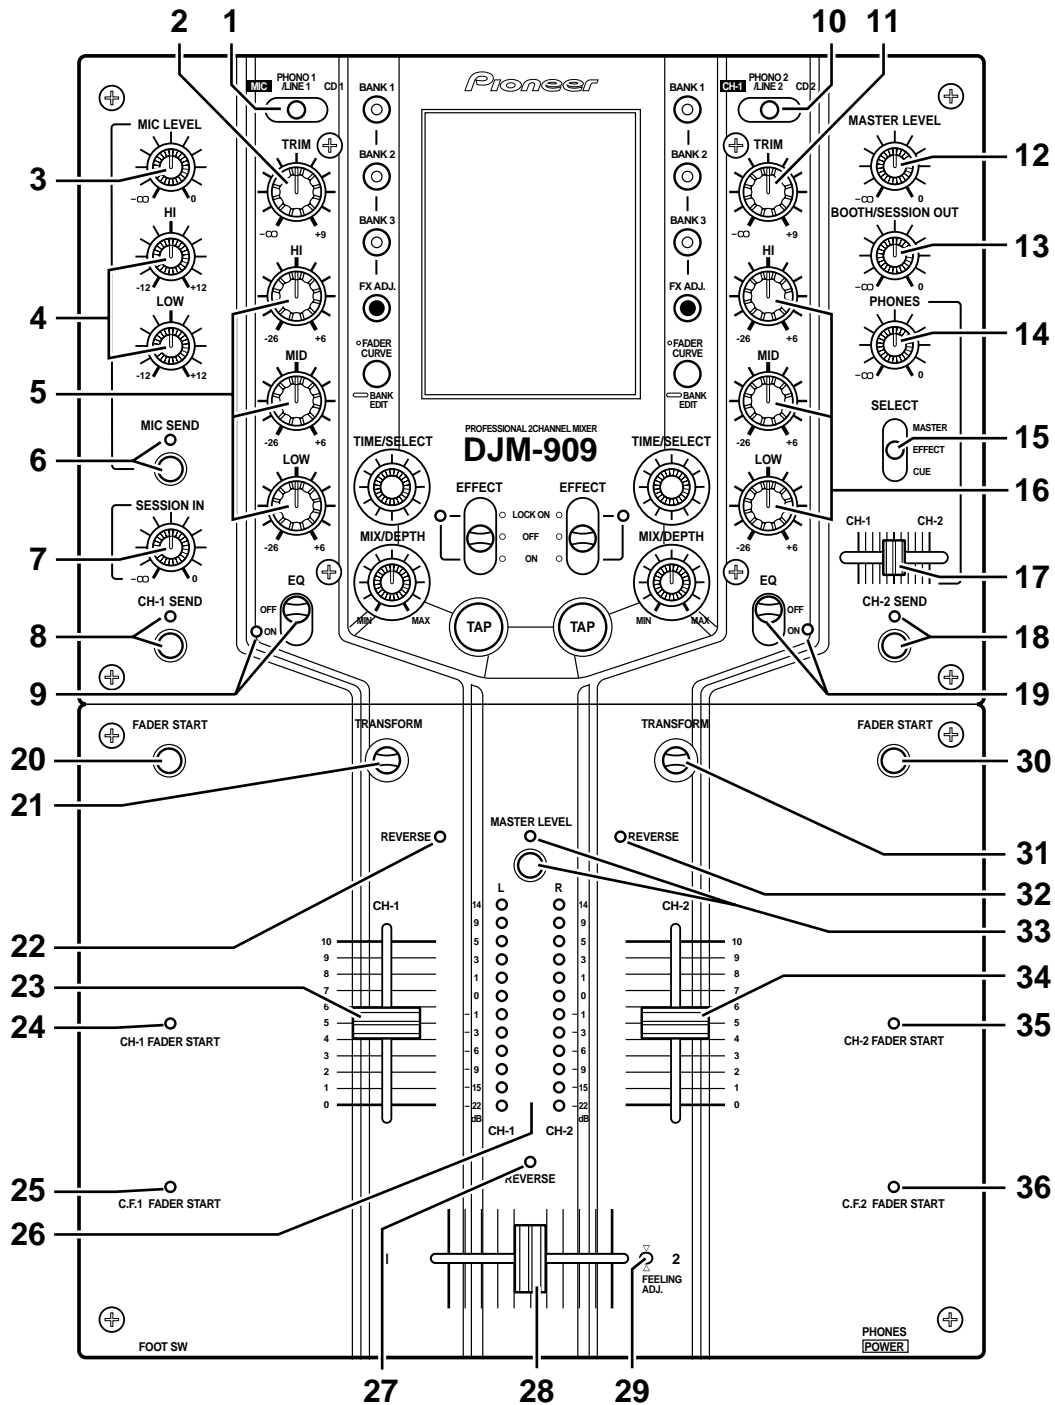 2 1 10 11
Pioneer
MIC PHONO 1 /LINE 1 CD 1
BANK 1
BANK 1
CH-1 PHONO 2 /LINE 2 CD 2
MIC LEVEL
TRIM
TRIM
MASTER LEVEL
3
12
BANK 2
BANK 2
-∞ 0
HI
BOOTH/SESSION OUT
BANK 3
BANK 3
-∞ +9
-∞ +9
-∞ 0
13
HI
HI
-12 +12
-∞ 0
4
LOW
FX ADJ.
FX ADJ.
PHONES
14
-26 +6
-26 +6
FADER CURVE
FADER CURVE
-12 +12
MID
MID
-∞ 0
5
BANK EDIT
BANK EDIT
SELECT
MIC SEND
-26 +6
-26 +6
MASTER
EFFECT
CUE
15
6
PROFESSIONAL 2CHANNEL MIXER
DJM-909
TIME/SELECT
TIME/SELECT
LOW
LOW
16
EFFECT
EFFECT
SESSION IN
LOCK ON
OFF
ON
7
-∞ 0
-26 +6
-26 +6
CH-1 CH-2
17
MIX/DEPTH
MIX/DEPTH
EQ
EQ
CH-1 SEND
CH-2 SEND
OFF
ON
MIN MAX
MIN MAX
OFF
ON
8
TAP
TAP
18
9
19
FADER START
TRANSFORM
TRANSFORM
FADER START
20
30
21
MASTER LEVEL
REVERSE
REVERSE
31
32
L R
CH-1
CH-2
14 14
9 9
5 5
3 3
1 1
0 0
-1 -1
-3 -3
-6 -6
-9 -9
-15 -15
-22 -22
dB dB
CH-1 CH-2
22
33
10 10
9 9
8 8
7 7
6 6
5 5
4 4
3 3
2 2
1 1
0 0
23
34
24
35
CH-1 FADER START
CH-2 FADER START
25
36
C.F.1 FADER START
REVERSE
C.F.2 FADER START
26
1 2
FEELING ADJ.
FOOT SW
PHONES
POWER
27 28 29